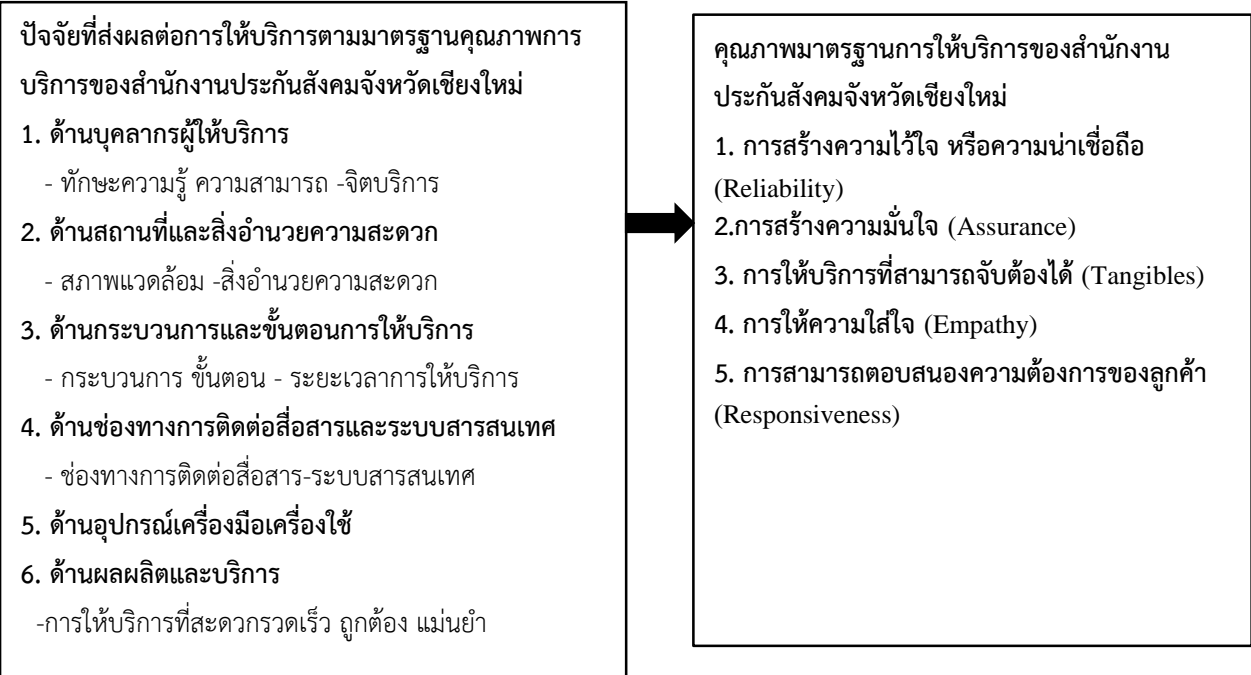 ปัจจัยที่ส่งผลต่อการให้บริการตามมาตรฐานคุณภาพการ
บริการของสำนักงานประกันสังคมจังหวัดเชียงใหม่
1. ด้านบุคลากรผู้ให้บริการ
- ทักษะความรู้ ความสามารถ -จิตบริการ
2. ด้านสถานที่และสิ่งอำนวยความสะดวก
- สภาพแวดล้อม -สิ่งอำนวยความสะดวก
3. ด้านกระบวนการและขั้นตอนการให้บริการ
- กระบวนการ ขั้นตอน - ระยะเวลาการให้บริการ
4. ด้านช่องทางการติดต่อสื่อสารและระบบสารสนเทศ
- ช่องทางการติดต่อสื่อสาร-ระบบสารสนเทศ
5. ด้านอุปกรณ์เครื่องมือเครื่องใช้
6. ด้านผลผลิตและบริการ
-การให้บริการที่สะดวกรวดเร็ว ถูกต้อง แม่นยำ
คุณภาพมาตรฐานการให้บริการของสำนักงาน
ประกันสังคมจังหวัดเชียงใหม่
1. การสร้างความไว้ใจ หรือความน่าเชื่อถือ
(Reliability)
2.การสร้างความมั่นใจ (Assurance)
3. การให้บริการที่สามารถจับต้องได้ (Tangibles)
4. การให้ความใส่ใจ (Empathy)
5. การสามารถตอบสนองความต้องการของลูกค้า
(Responsiveness)